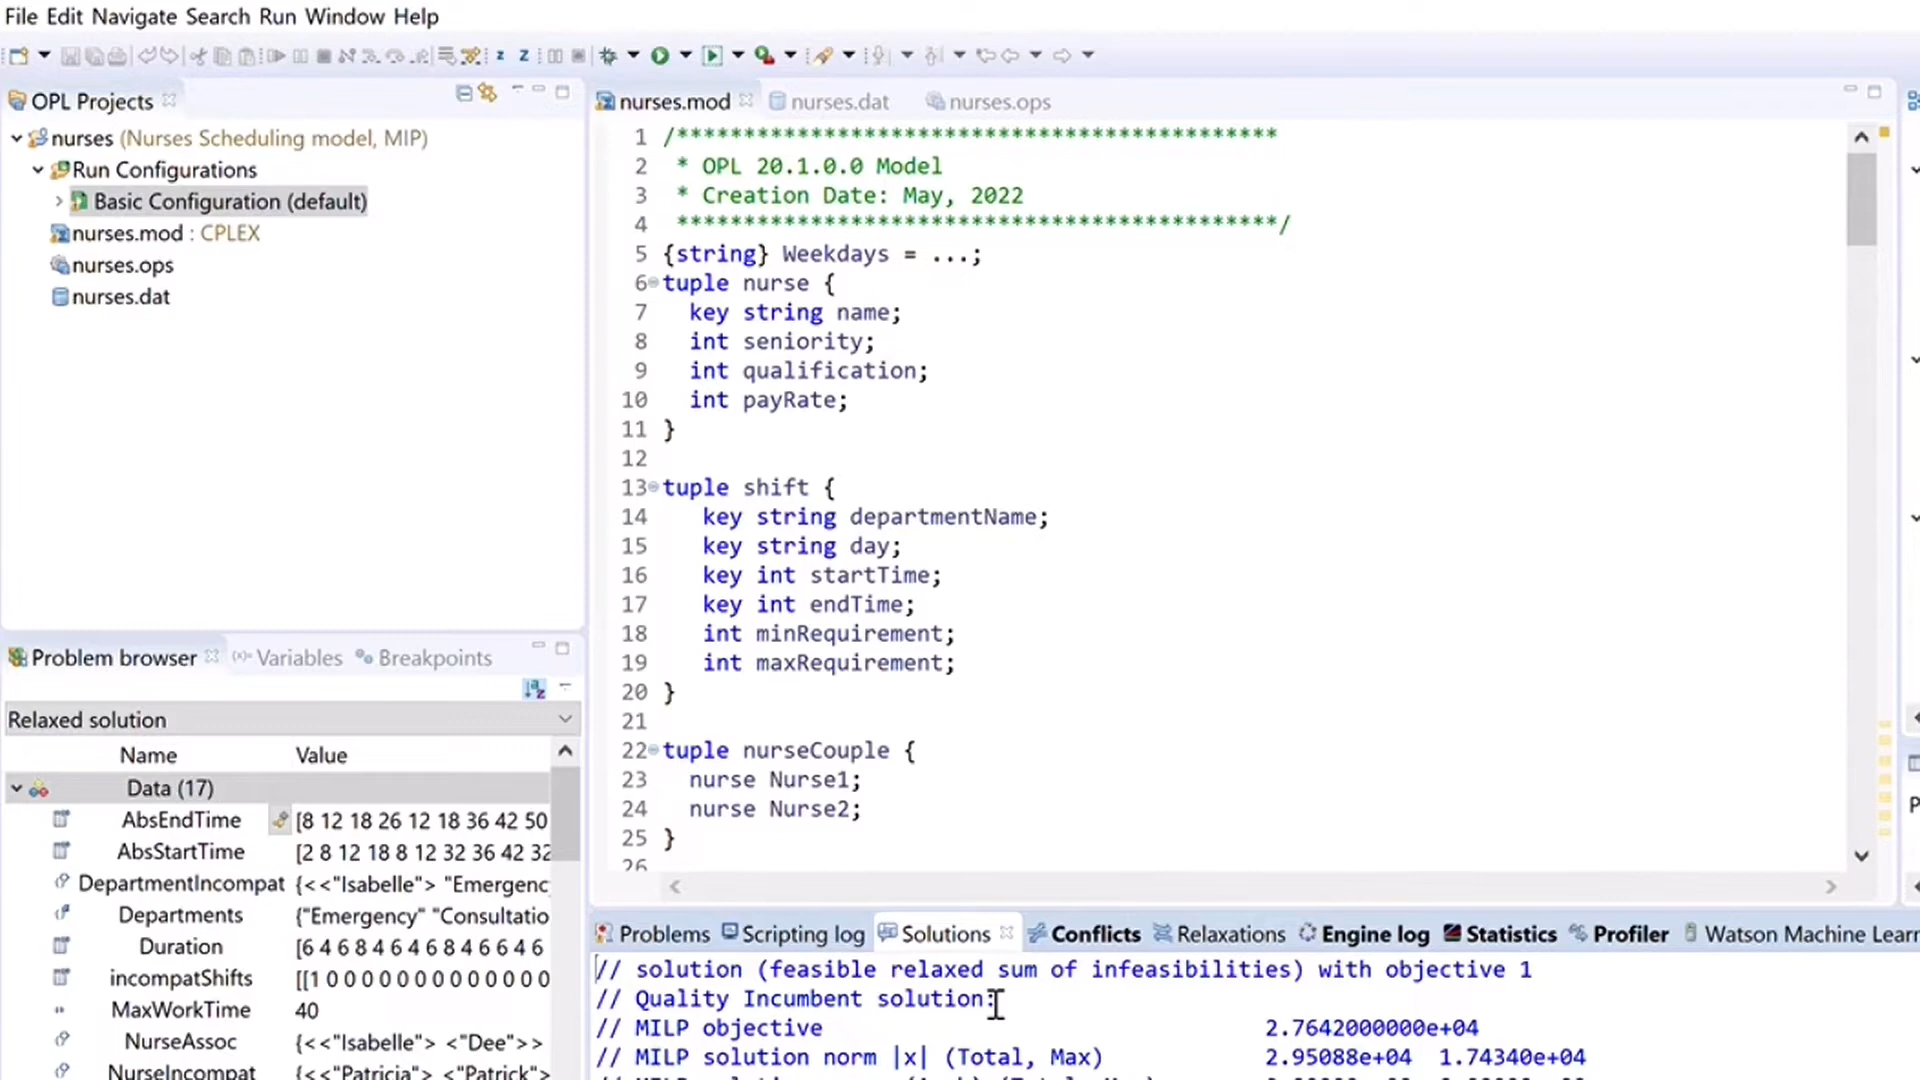 File Edit Navigate Search Run Window Help
OPL Projects
nurses (Nurses Scheduling model, MIP)
Run Configurations
Basic Configuration (default)
nurses.mod : CPLEX
nurses.ops
nurses.dat
nurses.mod nurses.dat nurses.ops
1 /*********************************************
2 * OPL 20.1.0.0 Model
3 * Creation Date: May, 2022
4 *********************************************/
5 {string} Weekdays = ...;
6 tuple nurse {
7 key string name;
8 int seniority;
9 int qualification;
10 int payRate;
11 }
12
13 tuple shift {
14 key string departmentName;
15 key string day;
16 key int startTime;
17 key int endTime;
18 int minRequirement;
19 int maxRequirement;
20 }
21
22 tuple nurseCouple {
23 nurse Nurse1;
24 nurse Nurse2;
25 }
26
Problem browser Variables Breakpoints
Relaxed solution
Name Value
Data (17)
AbsEndTime [8 12 18 26 12 18 36 42 50
AbsStartTime [2 8 12 18 8 12 32 36 42 32
DepartmentIncompat {<<"Isabelle"> "Emergenc
Departments {"Emergency" "Consultatio
Duration [6 4 6 8 4 6 4 6 8 4 6 6 4 6
incompatShifts [[1 0 0 0 0 0 0 0 0 0 0 0 0
MaxWorkTime 40
NurseAssoc {<<"Isabelle"> <"Dee">>
NurseIncompat {<<"Patricia"> <"Patrick">
Problems Scripting log Solutions Conflicts Relaxations Engine log Statistics Profiler Watson Machine Learn
// solution (feasible relaxed sum of infeasibilities) with objective 1
// Quality Incumbent solution:
// MILP objective 2.7642000000e+04
// MILP solution norm |x| (Total, Max) 2.95088e+04 1.74340e+04